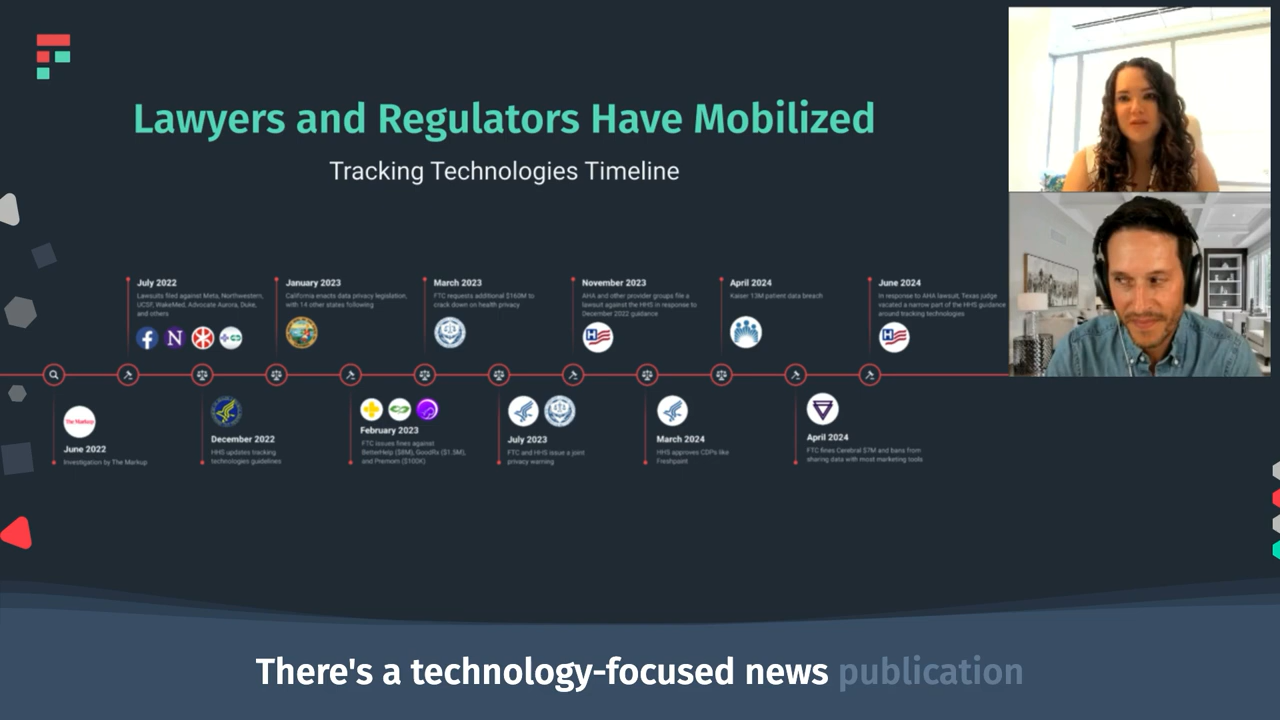 Lawyers and Regulators Have Mobilized
Tracking Technologies Timeline
July 2022
Lawsuits filed against Meta, Northwestern,
UCSF, WakeMed, Advocate Aurora, Duke,
and others
January 2023
California enacts data privacy legislation,
with 14 other states following
March 2023
FTC requests additional $160M to
crack down on health privacy
November 2023
AHA and other provider groups file a
lawsuit against the HHS in response to
December 2022 guidance
April 2024
Kaiser 13M patient data breach
June 2024
In response to AHA lawsuit, Texas judge
vacated a narrow part of the HHS guidance
around tracking technologies
The Markup
June 2022
Investigation by The Markup
December 2022
HHS updates tracking
technologies guidelines
February 2023
FTC issues fines against
BetterHelp ($8M), GoodRx ($1.5M),
and Premom ($100K)
July 2023
FTC and HHS issue a joint
privacy warning
March 2024
HHS approves CDPs like
Freshpaint
April 2024
FTC fines Cerebral $7M and bans from
sharing data with most marketing tools
There's a technology-focused news publication